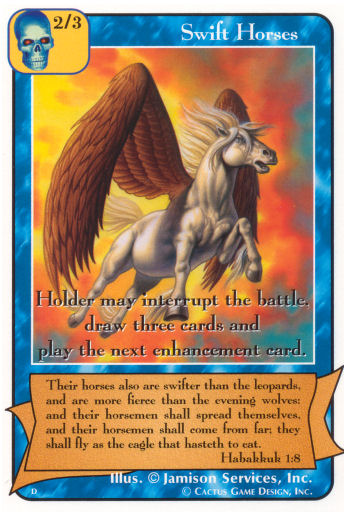 2/3
Swift Horses
Holder may interrupt the battle,
draw three cards and
play the next enhancement card.
Their horses also are swifter than the leopards,
and are more fierce than the evening wolves:
and their horsemen shall spread themselves,
and their horsemen shall come from far; they
shall fly as the eagle that hasteth to eat.
Habakkuk 1:8
Illus. © Jamison Services, Inc.
D
© Cactus Game Design, Inc.